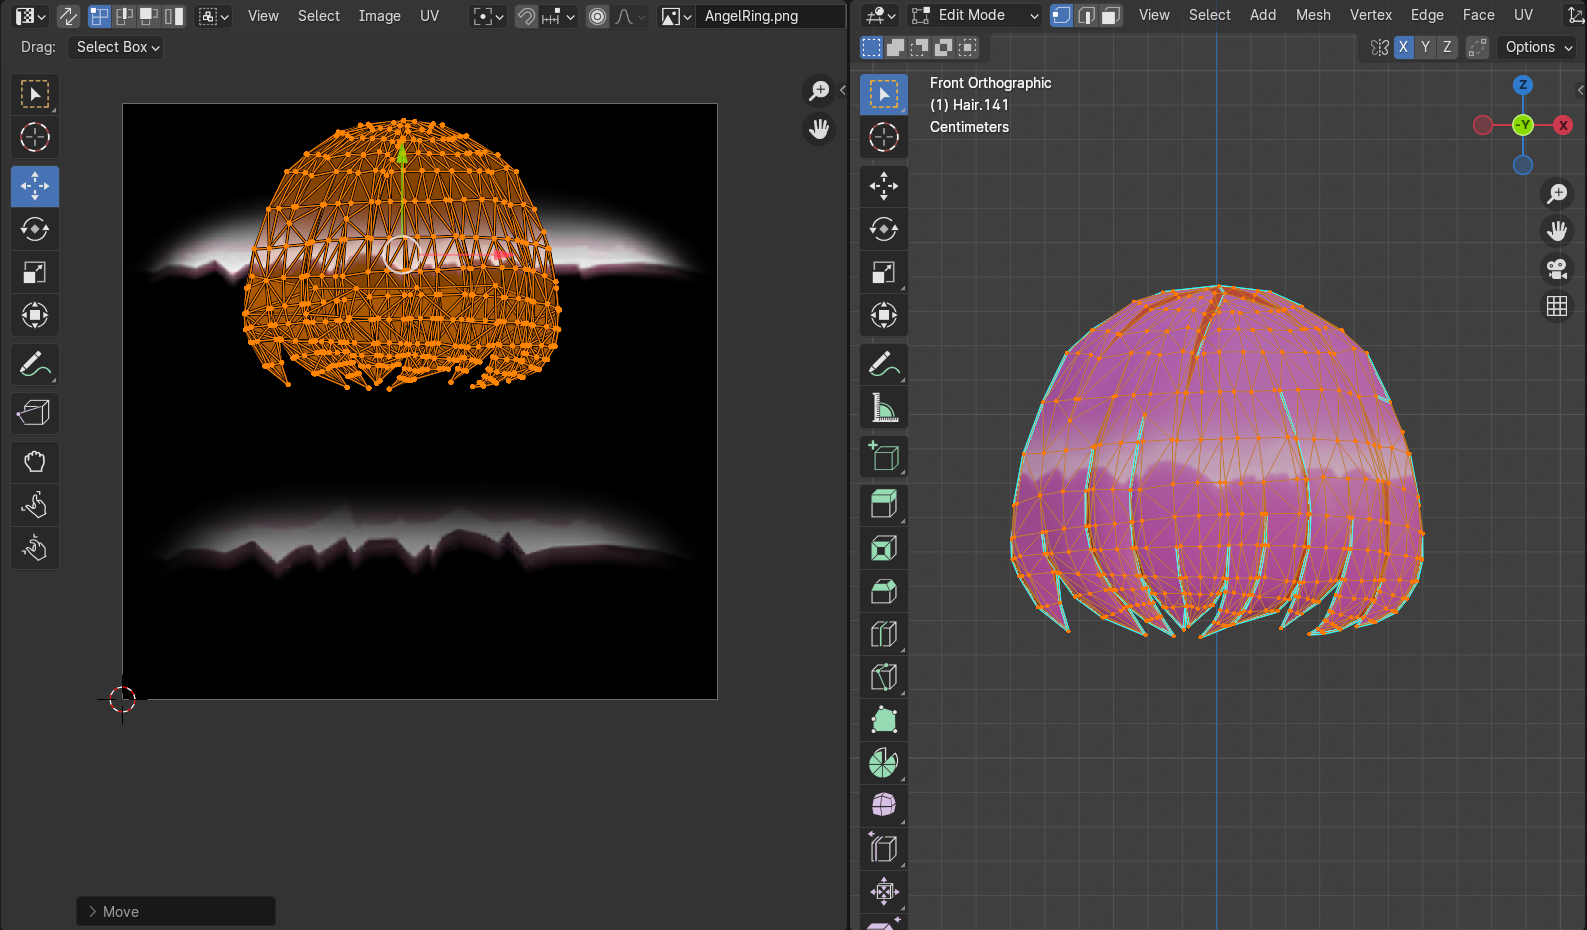 View Select Image UV AngelRing.png
Drag: Select Box
Move
Edit Mode View Select Add Mesh Vertex Edge Face UV
X Y Z Options
Front Orthographic
(1) Hair.141
Centimeters
Z
-Y X